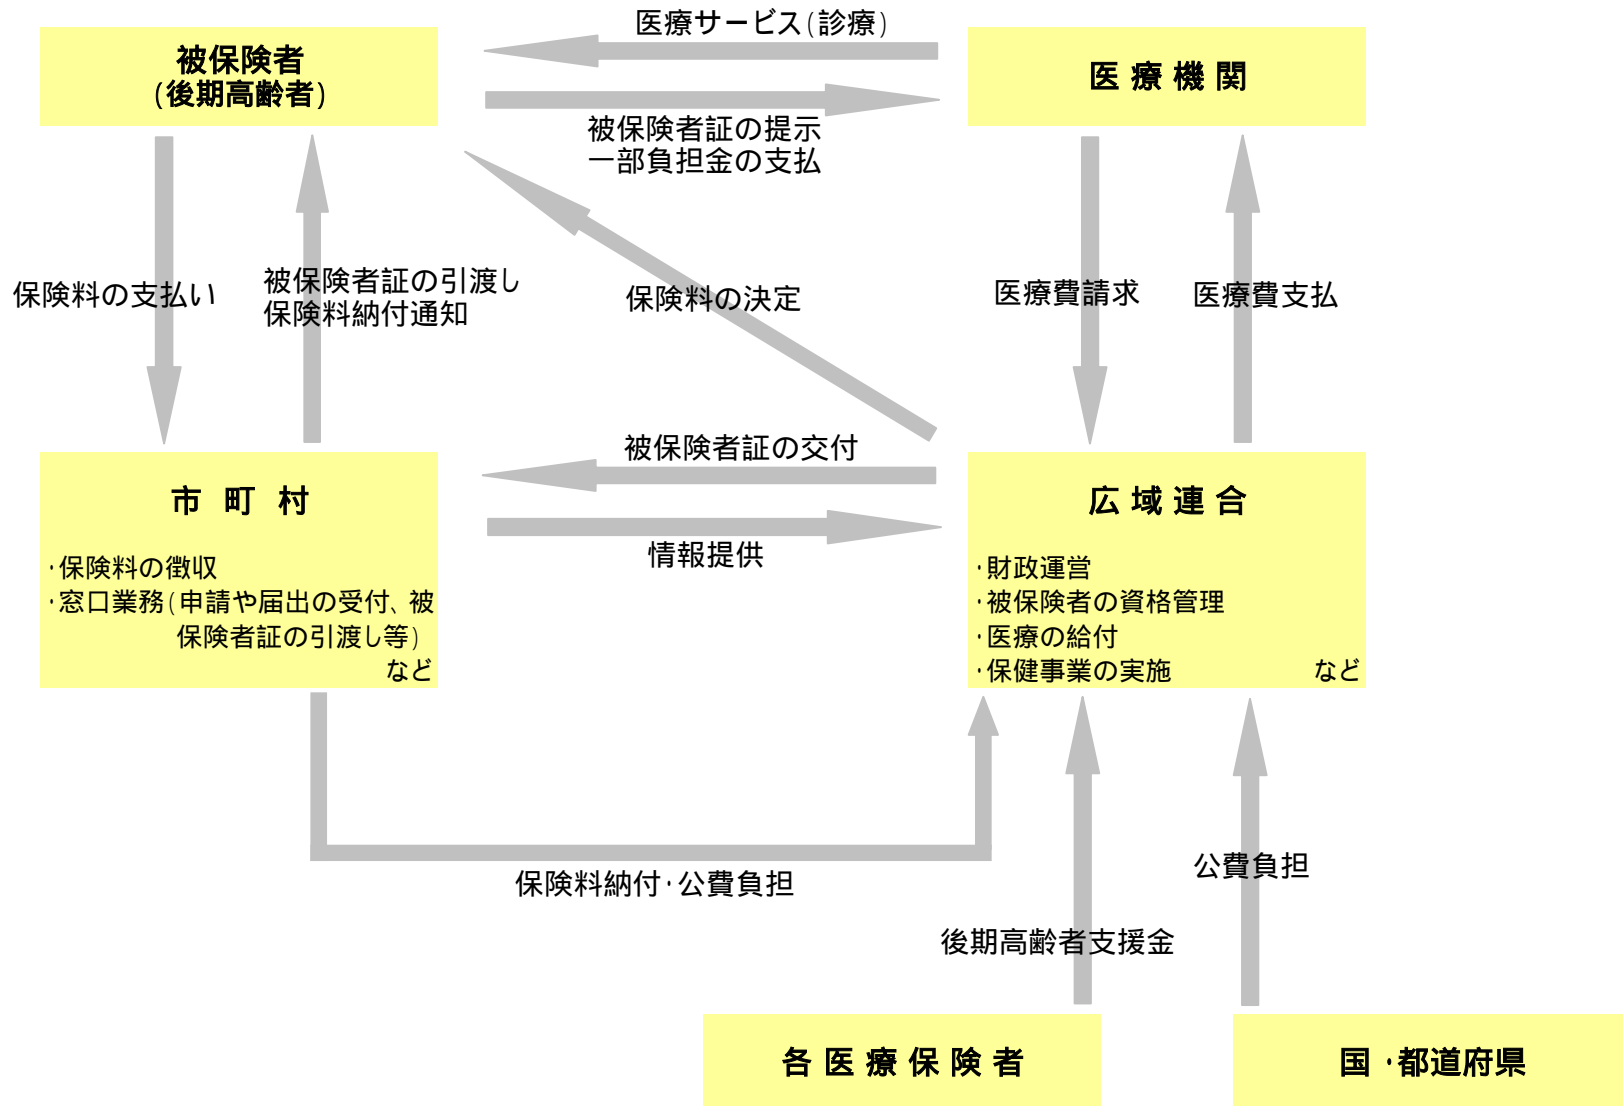 医療サービス(診療)
被保険者
(後期高齢者)
医療機関
被保険者証の提示
一部負担金の支払
保険料の支払い
被保険者証の引渡し
保険料納付通知
保険料の決定
医療費請求
医療費支払
被保険者証の交付
市町村
・保険料の徴収
・窓口業務(申請や届出の受付、被
保険者証の引渡し等)
など
情報提供
広域連合
・財政運営
・被保険者の資格管理
・医療の給付
・保健事業の実施 など
保険料納付・公費負担
公費負担
後期高齢者支援金
各医療保険者
国・都道府県